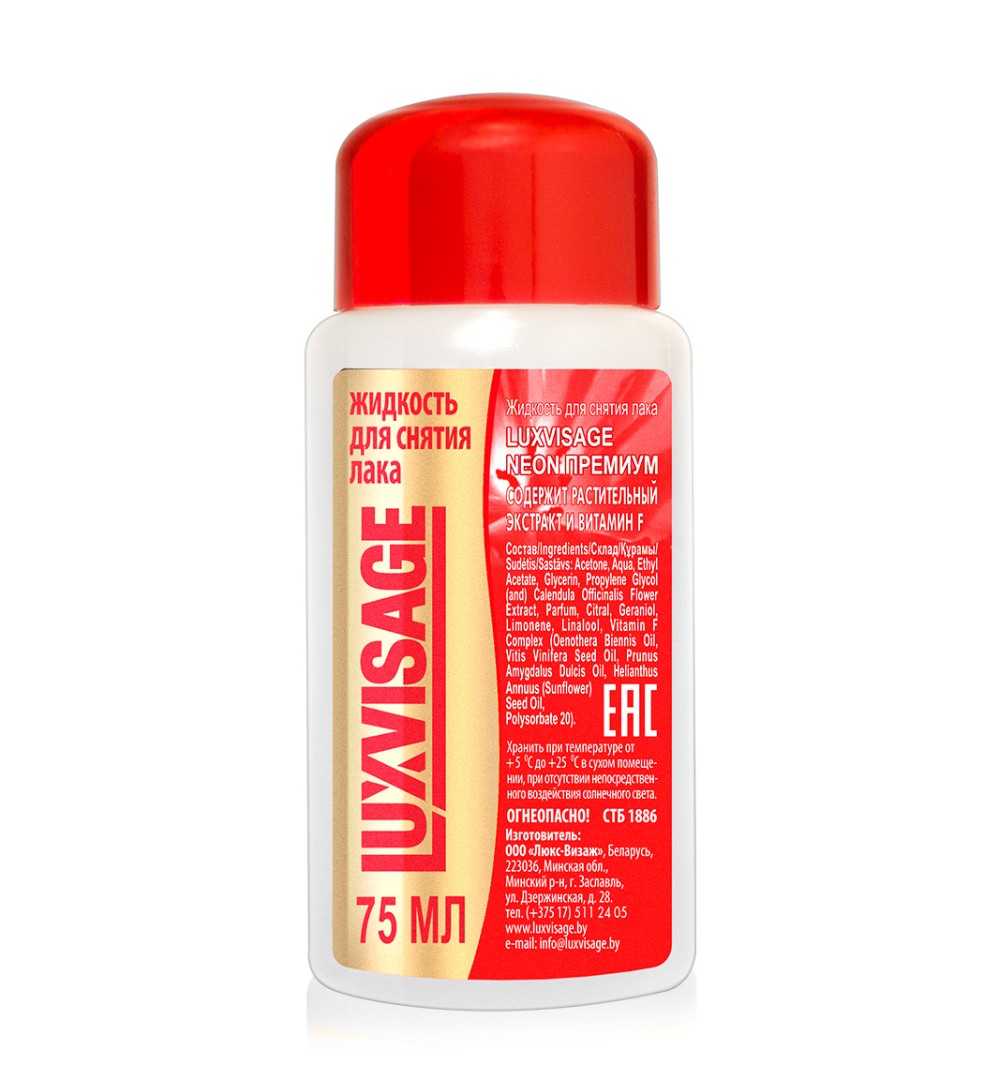 ЖИДКОСТЬ
ДЛЯ СНЯТИЯ
ЛАКА
LUXVISAGE
75 МЛ
Жидкость для снятия лака
LUXVISAGE
NEON ПРЕМИУМ
СОДЕРЖИТ РАСТИТЕЛЬНЫЙ
ЭКСТРАКТ И ВИТАМИН F
Состав/Ingredients/Склад/Құрамы/
Sudėtis/Sastāvs: Acetone, Aqua, Ethyl
Acetate, Glycerin, Propylene Glycol
(and) Calendula Officinalis Flower
Extract, Parfum, Citral, Geraniol,
Limonene, Linalool, Vitamin F
Complex (Oenothera Biennis Oil,
Vitis Vinifera Seed Oil, Prunus
Amygdalus Dulcis Oil, Helianthus
Annuus (Sunflower)
Seed Oil,
Polysorbate 20).
EAC
Хранить при температуре от
+5 °C до +25 °C в сухом помеще-
нии, при отсутствии непосредствен-
ного воздействия солнечного света.
ОГНЕОПАСНО! СТБ 1886
Изготовитель:
ООО «Люкс-Визаж», Беларусь,
223036, Минская обл.,
Минский р-н, г. Заславль,
ул. Дзержинская, д. 28.
тел. (+375 17) 511 24 05
www.luxvisage.by
e-mail: info@luxvisage.by